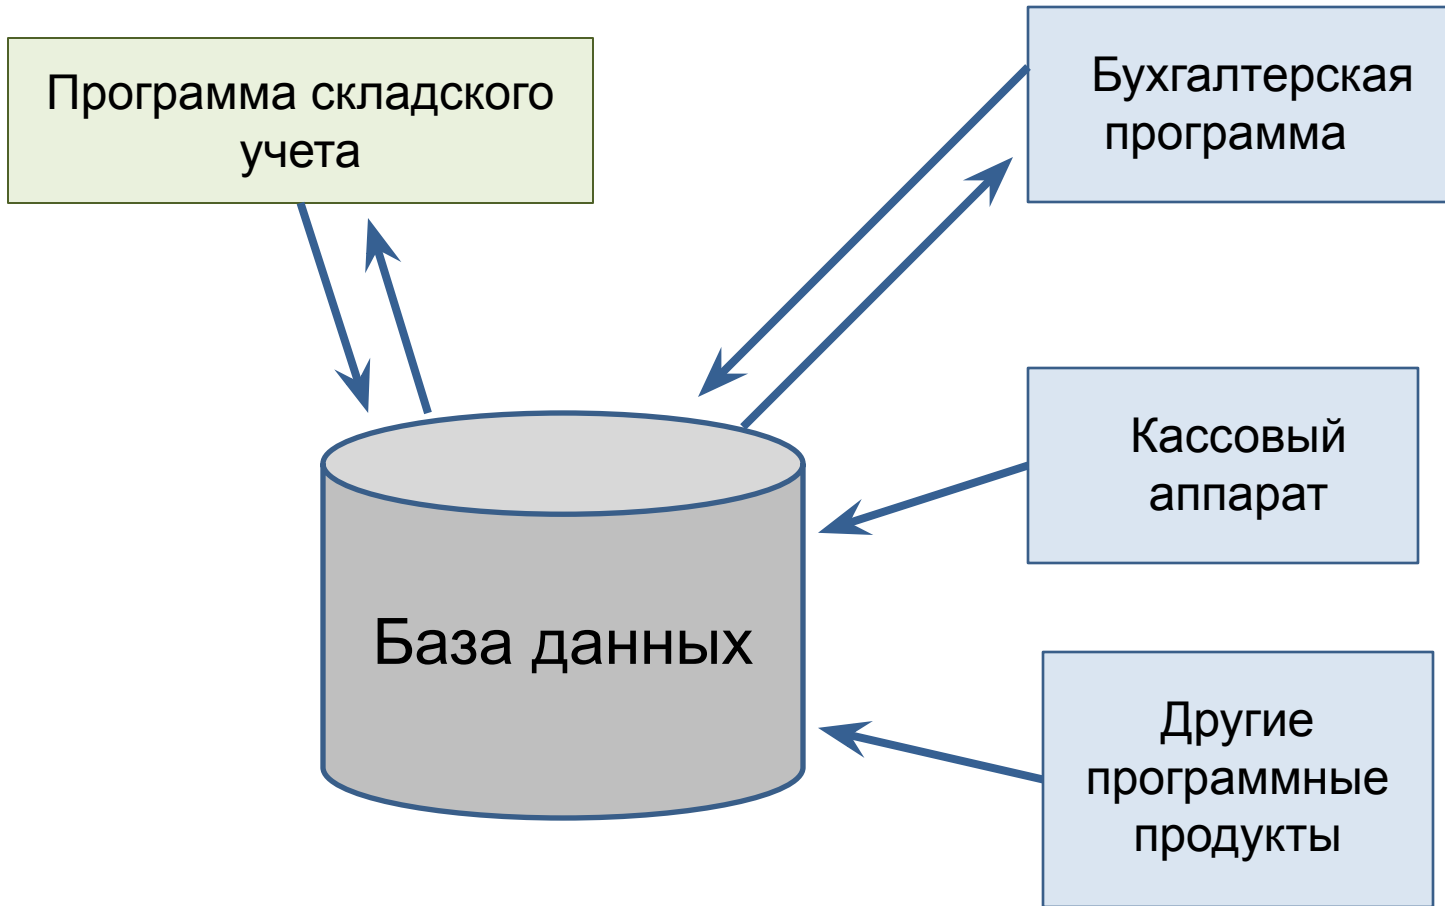 Программа складского
учета
Бухгалтерская
программа
Кассовый
аппарат
База данных
Другие
программные
продукты